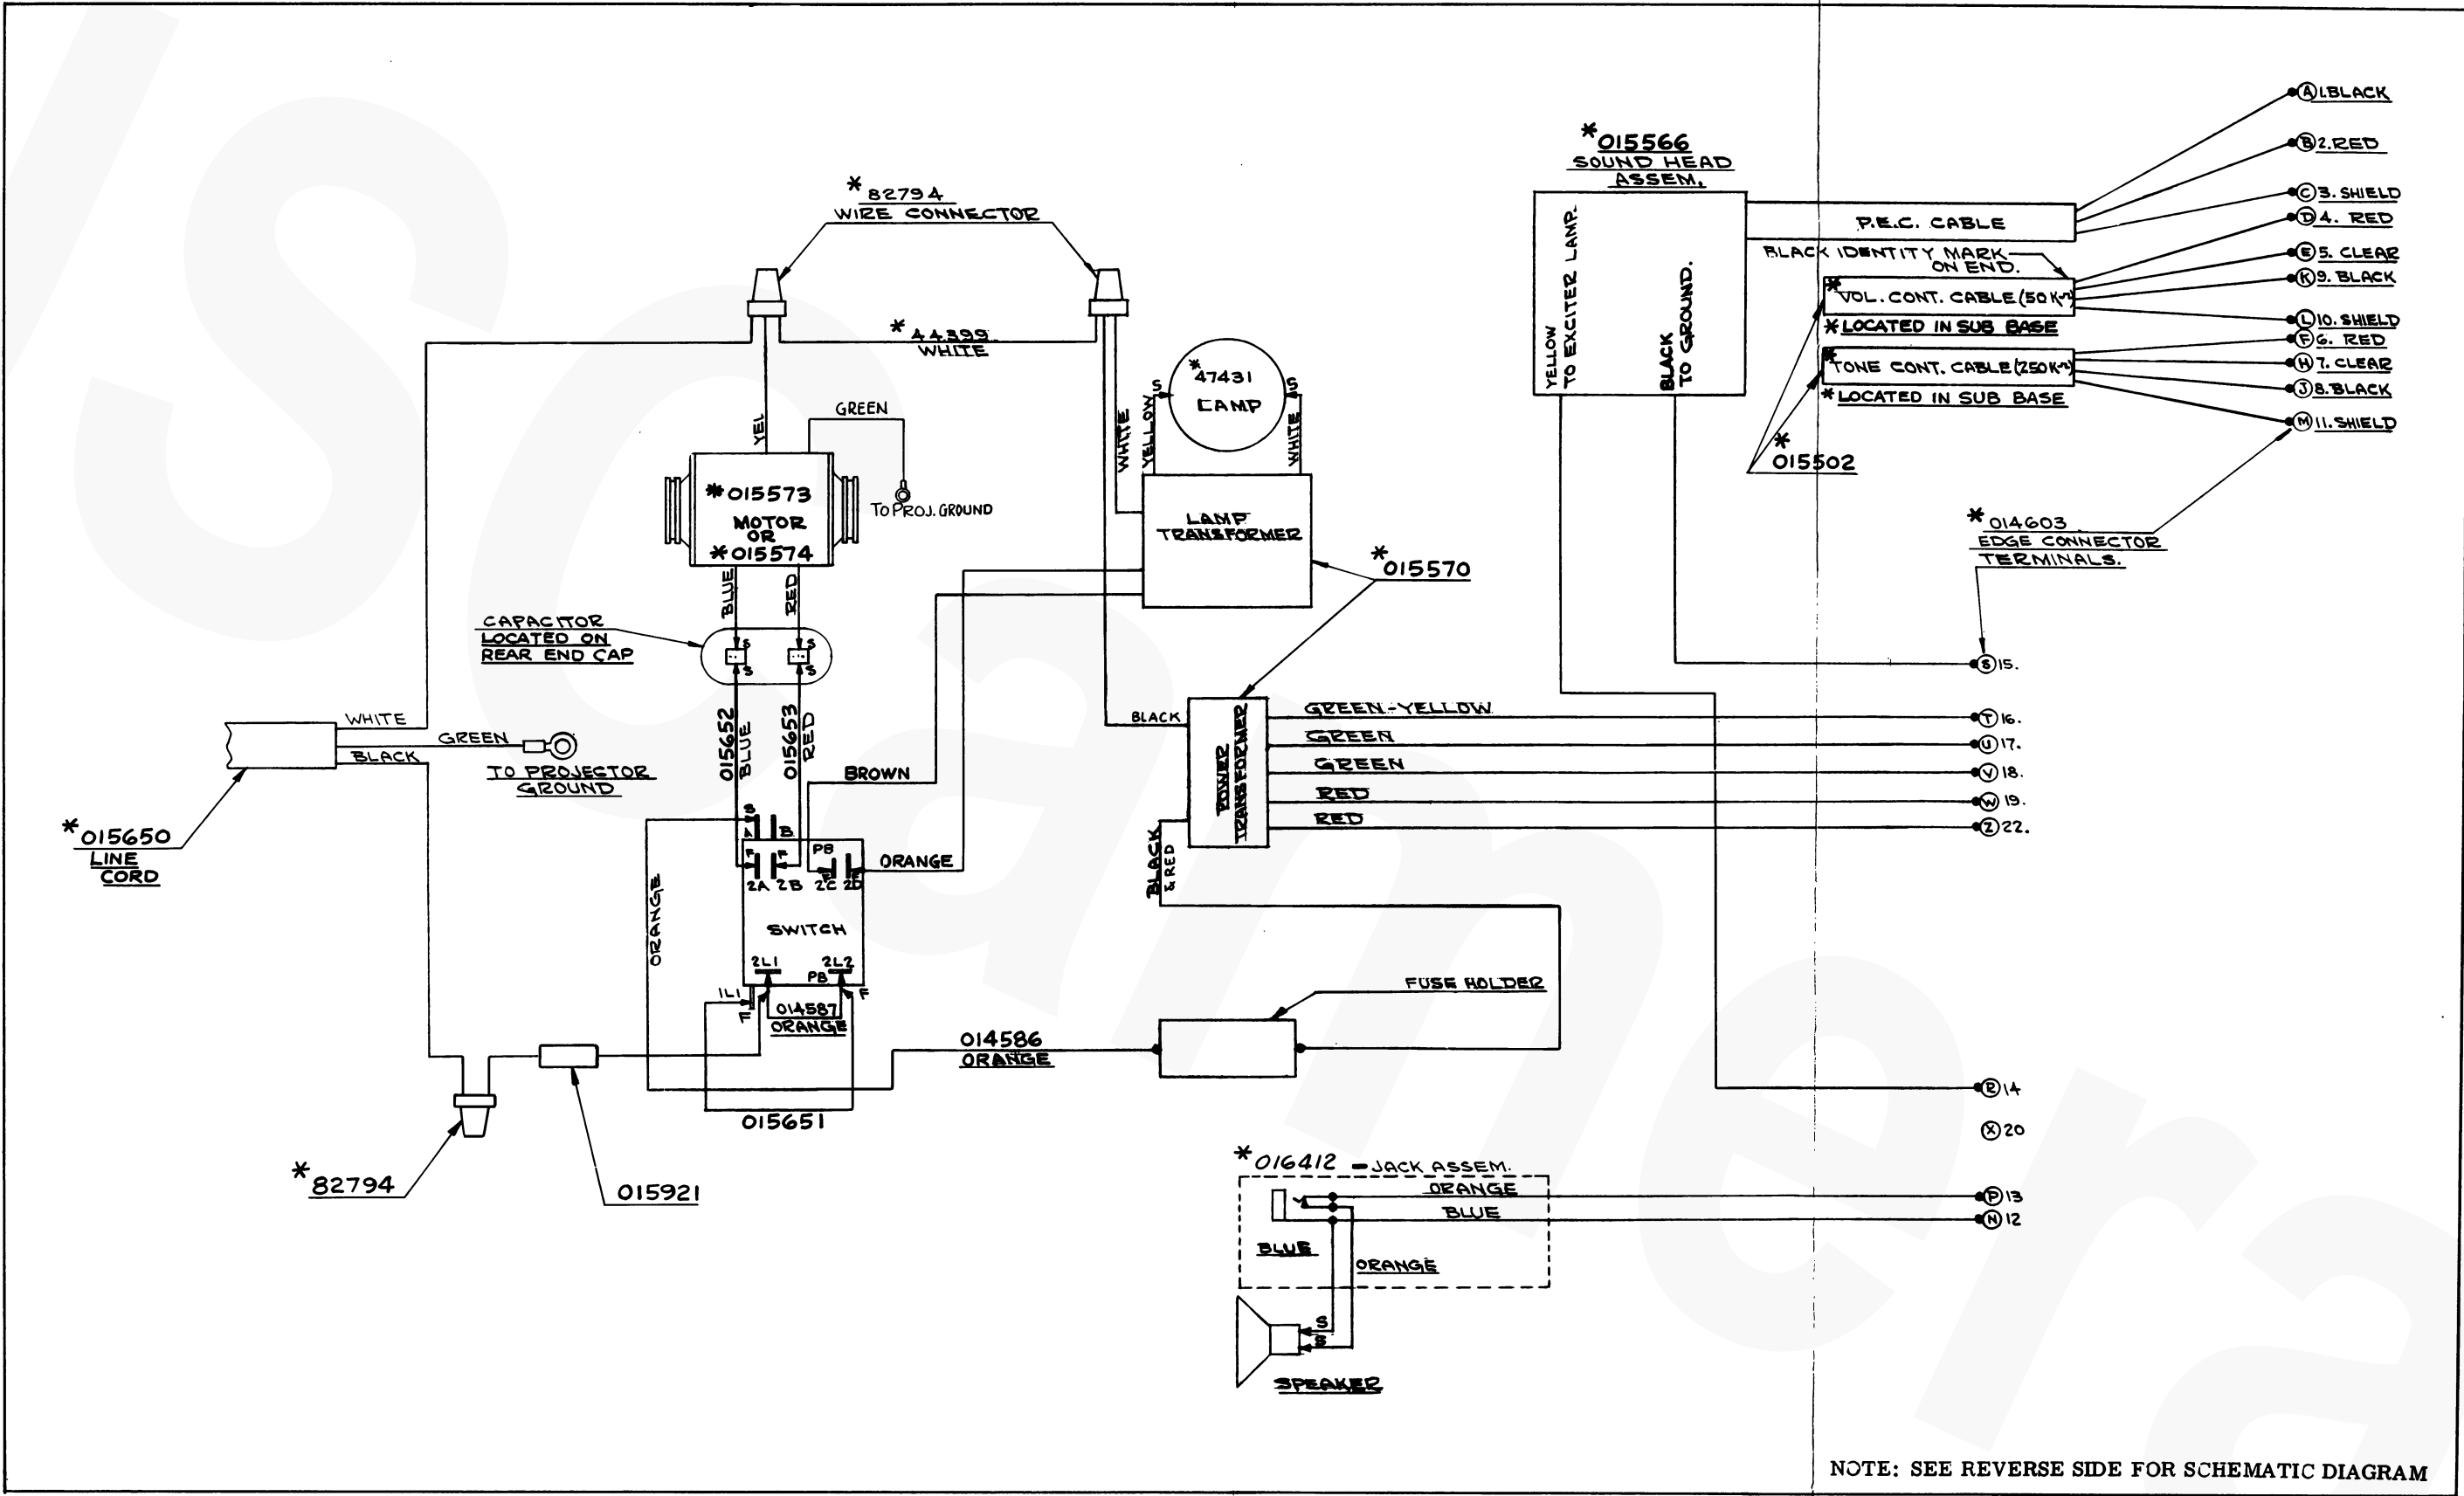 *82794
WIRE CONNECTOR
*44399
WHITE
YEL
GREEN
TO PROJ. GROUND
*015573
MOTOR
OR
*015574
BLUE
RED
CAPACITOR
LOCATED ON
REAR END CAP
S
S
S
S
015652
BLUE
015653
RED
WHITE
GREEN
BLACK
TO PROJECTOR
GROUND
*015650
LINE
CORD
BROWN
ORANGE
ORANGE
S
A
B
F
F
PB
2A 2B 2C 2D
SWITCH
2L1
2L2
PB
1L1
F
F
014587
ORANGE
015651
*82794
015921
014586
ORANGE
FUSE HOLDER
WHITE
YELLOW
S
*47431
LAMP
S
WHITE
LAMP
TRANSFORMER
*015570
BLACK
POWER
TRANSFORMER
BLACK
& RED
GREEN-YELLOW
GREEN
GREEN
RED
RED
*015566
SOUND HEAD
ASSEM.
YELLOW
TO EXCITER LAMP.
BLACK
TO GROUND.
P.E.C. CABLE
BLACK IDENTITY MARK
ON END.
*VOL. CONT. CABLE (50K Ω)
*LOCATED IN SUB BASE
*TONE CONT. CABLE (250K Ω)
*LOCATED IN SUB BASE
*015502
A 1. BLACK
B 2. RED
C 3. SHIELD
D 4. RED
E 5. CLEAR
K 9. BLACK
L 10. SHIELD
F 6. RED
H 7. CLEAR
J 8. BLACK
M 11. SHIELD
*014603
EDGE CONNECTOR
TERMINALS.
S 15.
T 16.
U 17.
V 18.
W 19.
Z 22.
R 14
X 20
P 13
N 12
*016412 - JACK ASSEM.
ORANGE
BLUE
BLUE
ORANGE
S
S
SPEAKER
NOTE: SEE REVERSE SIDE FOR SCHEMATIC DIAGRAM